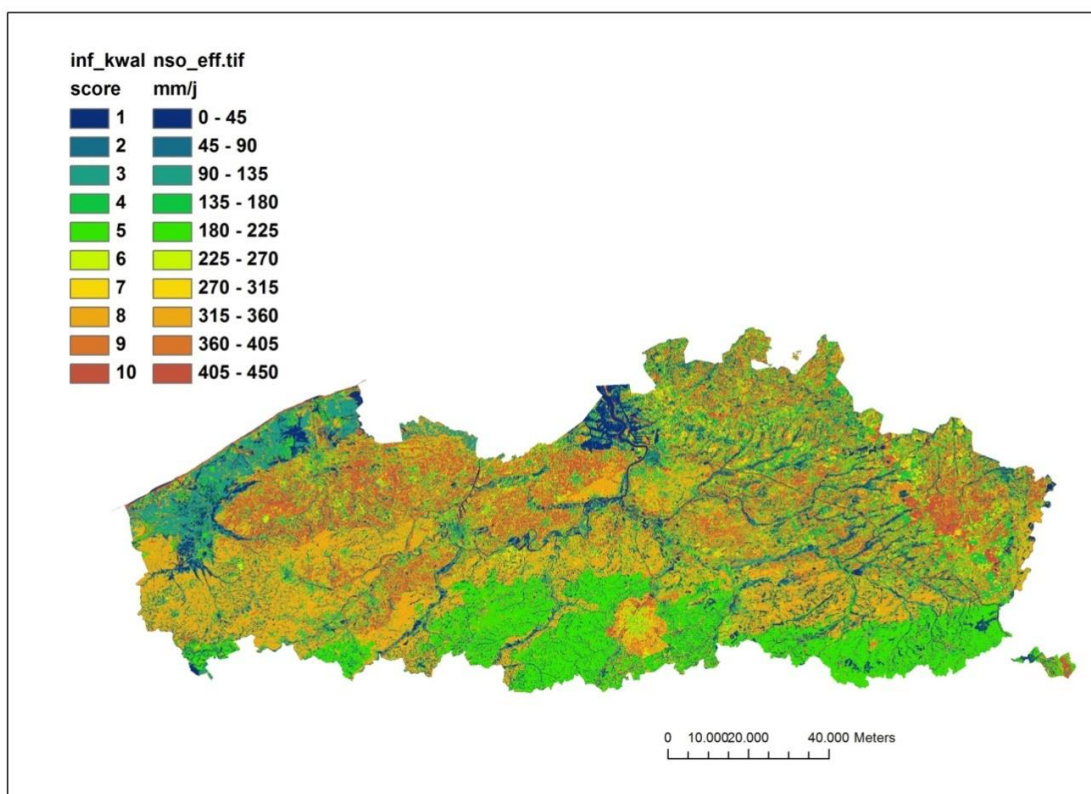 inf_kwal nso_eff.tif
score mm/j
1 0 - 45
2 45 - 90
3 90 - 135
4 135 - 180
5 180 - 225
6 225 - 270
7 270 - 315
8 315 - 360
9 360 - 405
10 405 - 450
0 10.00020.000 40.000 Meters